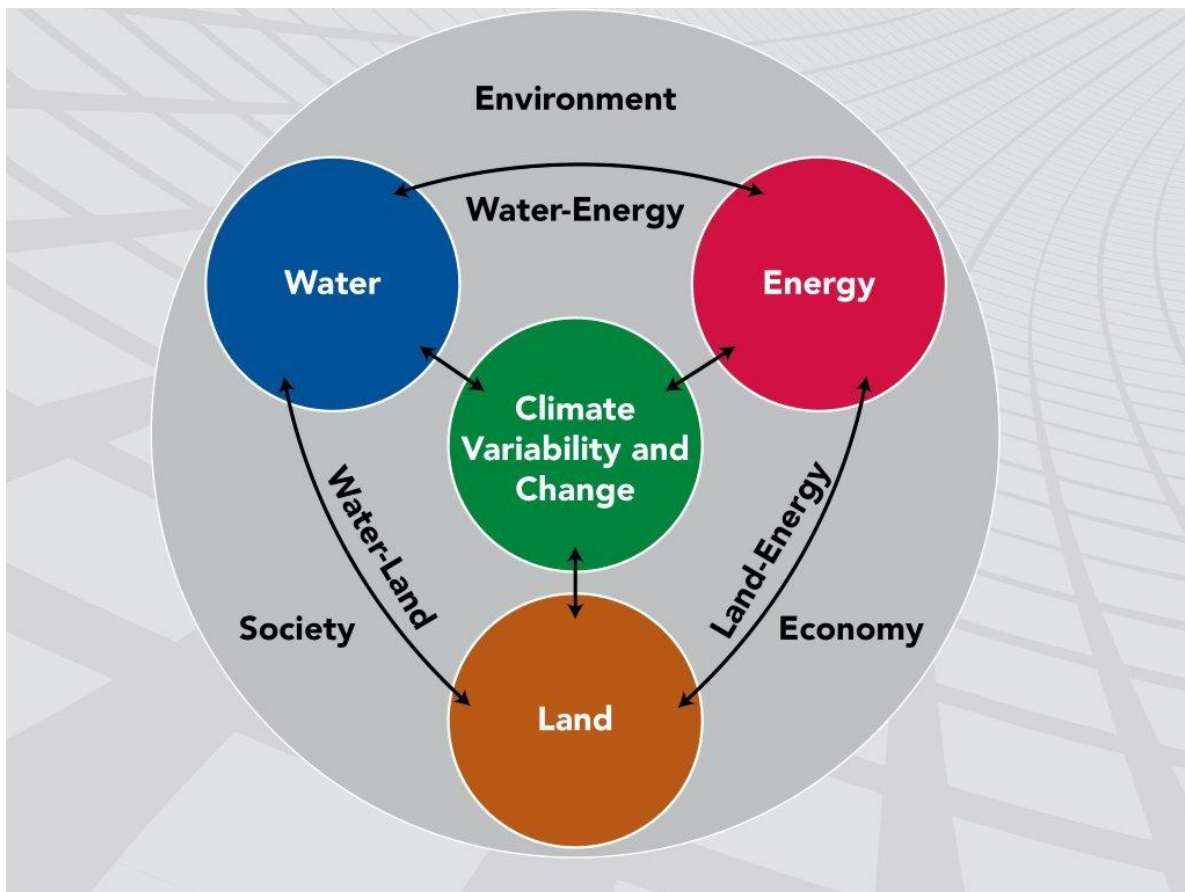 Environment
Water-Energy
Water
Energy
Climate
Variability and
Change
Water-Land
Land-Energy
Society
Economy
Land